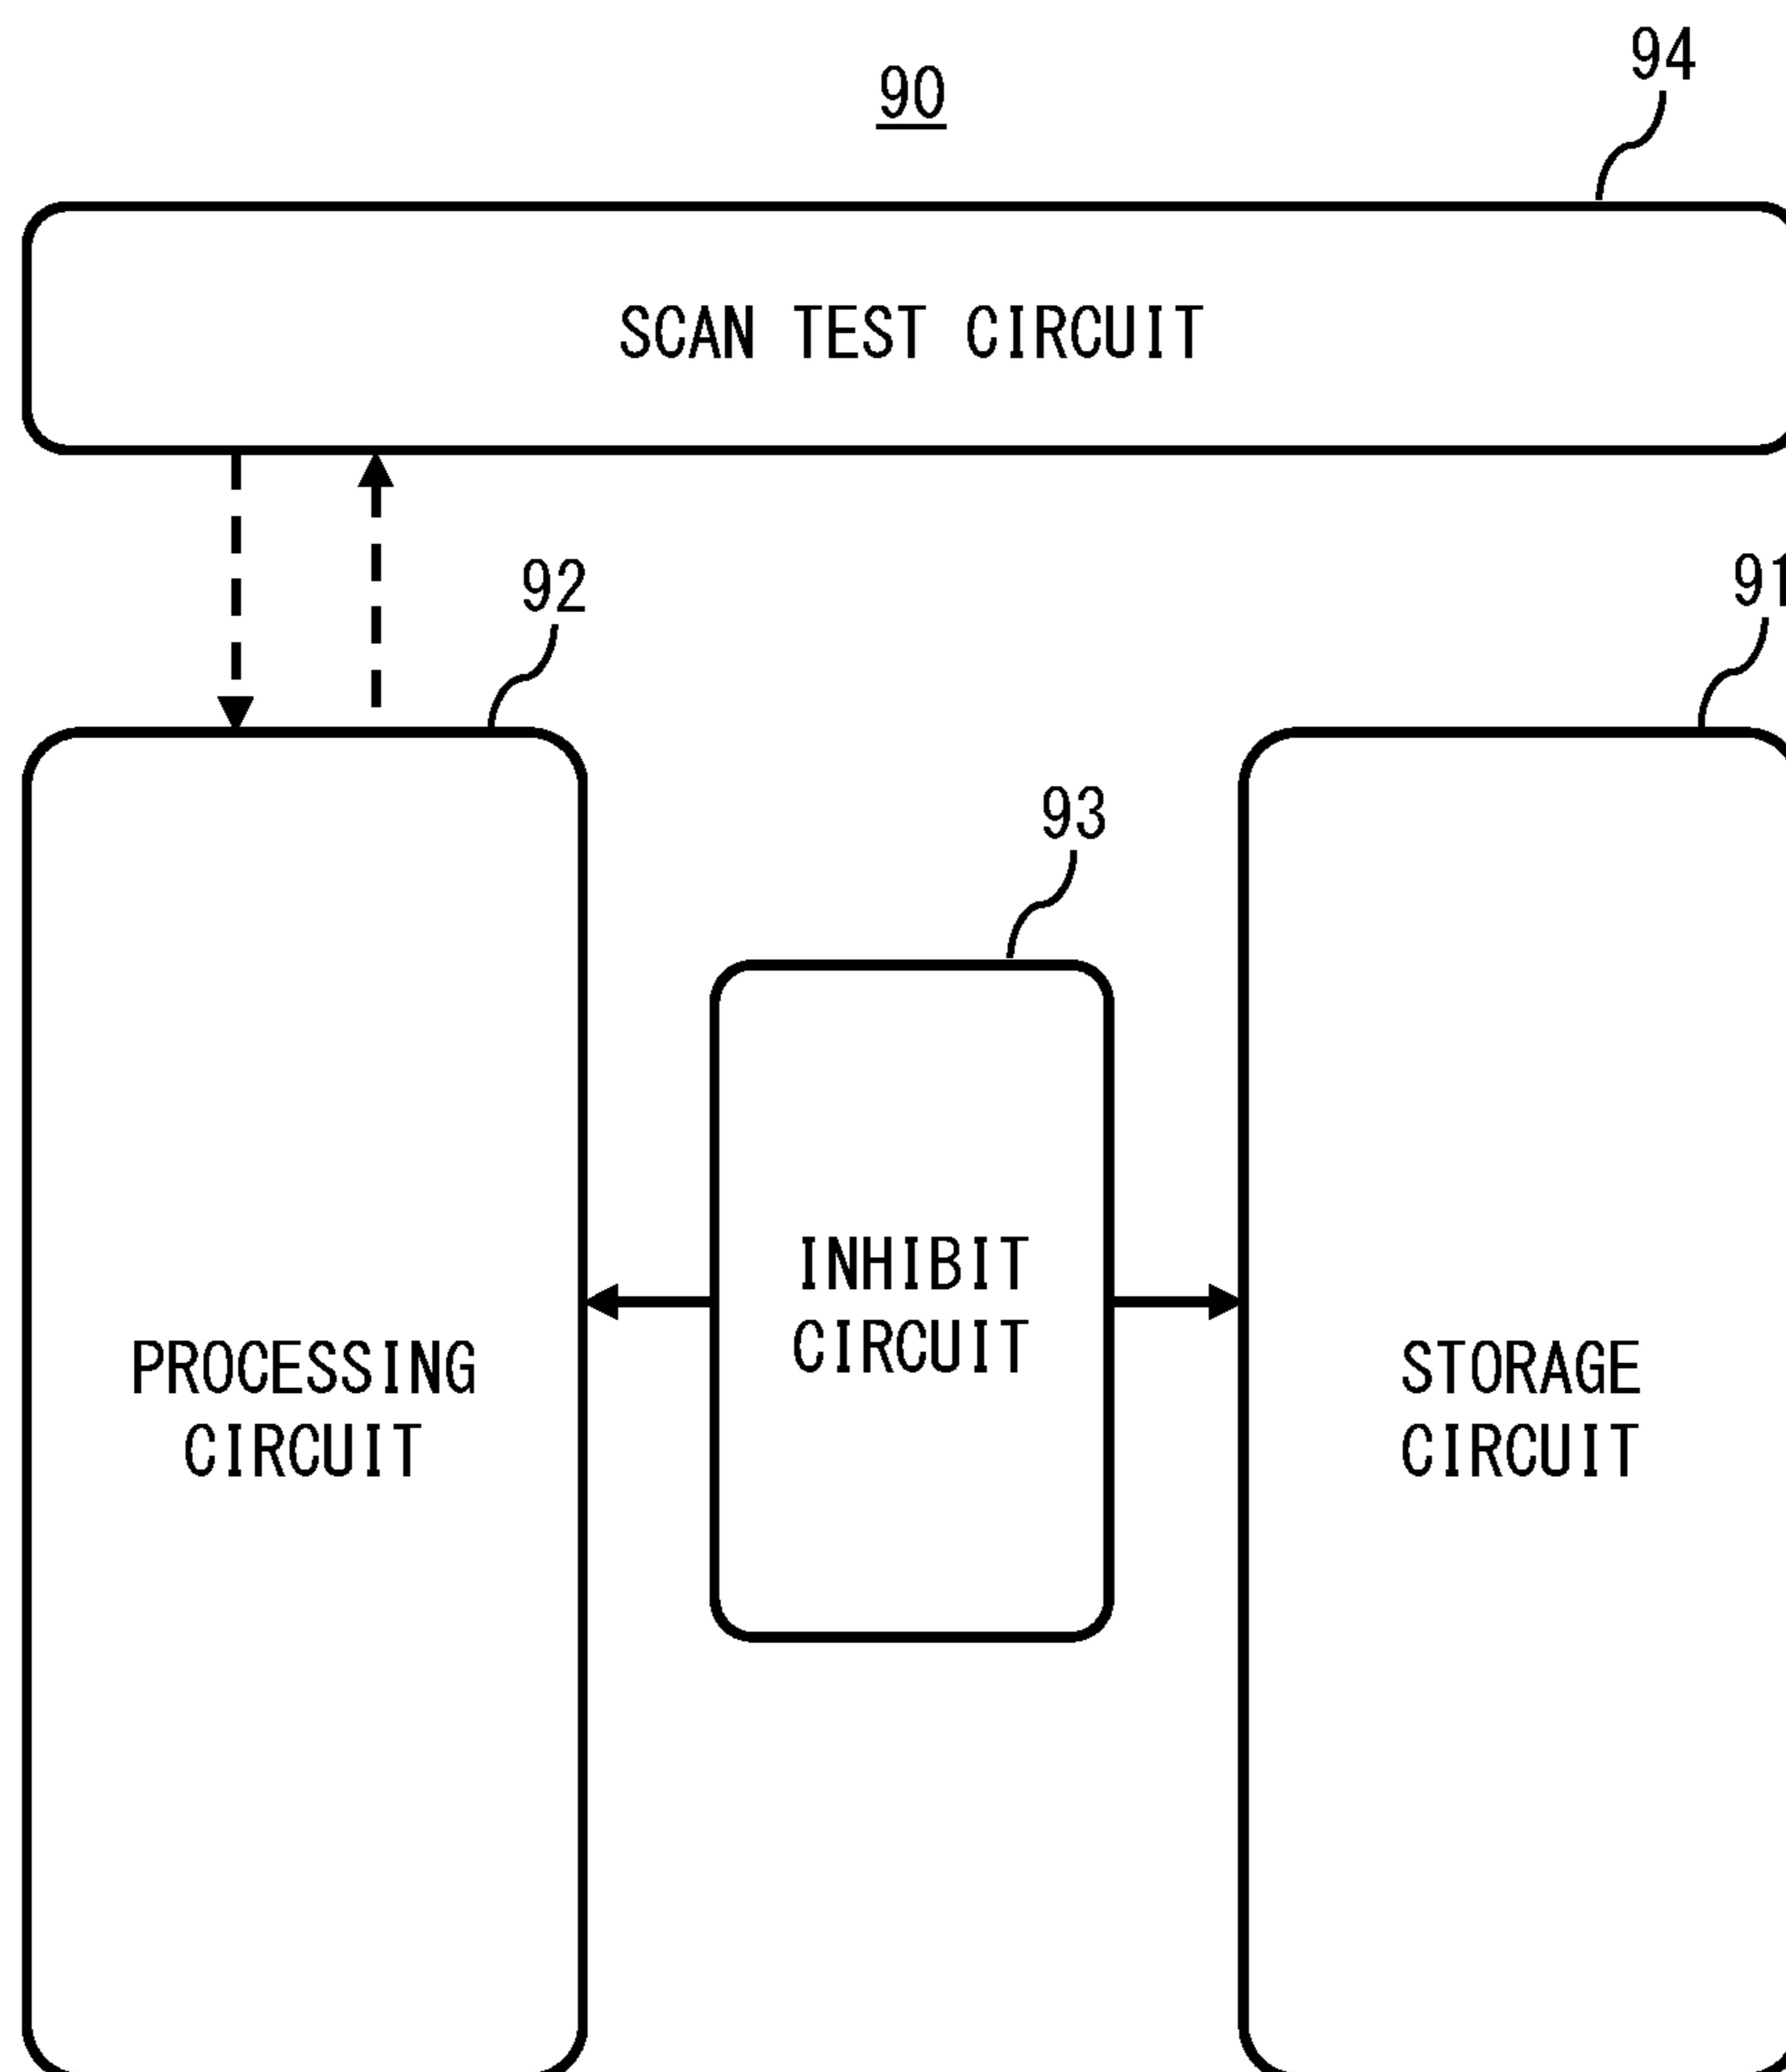 90
94
SCAN TEST CIRCUIT
92
91
93
INHIBIT
CIRCUIT
PROCESSING
CIRCUIT
STORAGE
CIRCUIT